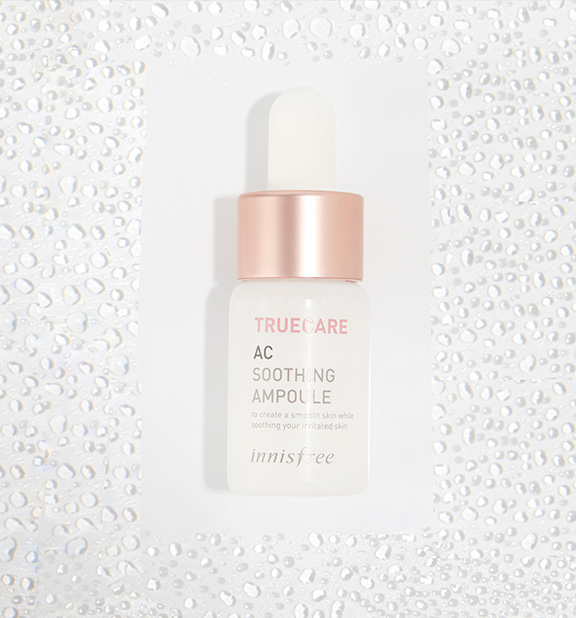 TRUECARE
AC
SOOTHING
AMPOULE
to create a smooth skin while
soothing your irritated skin
innisfree